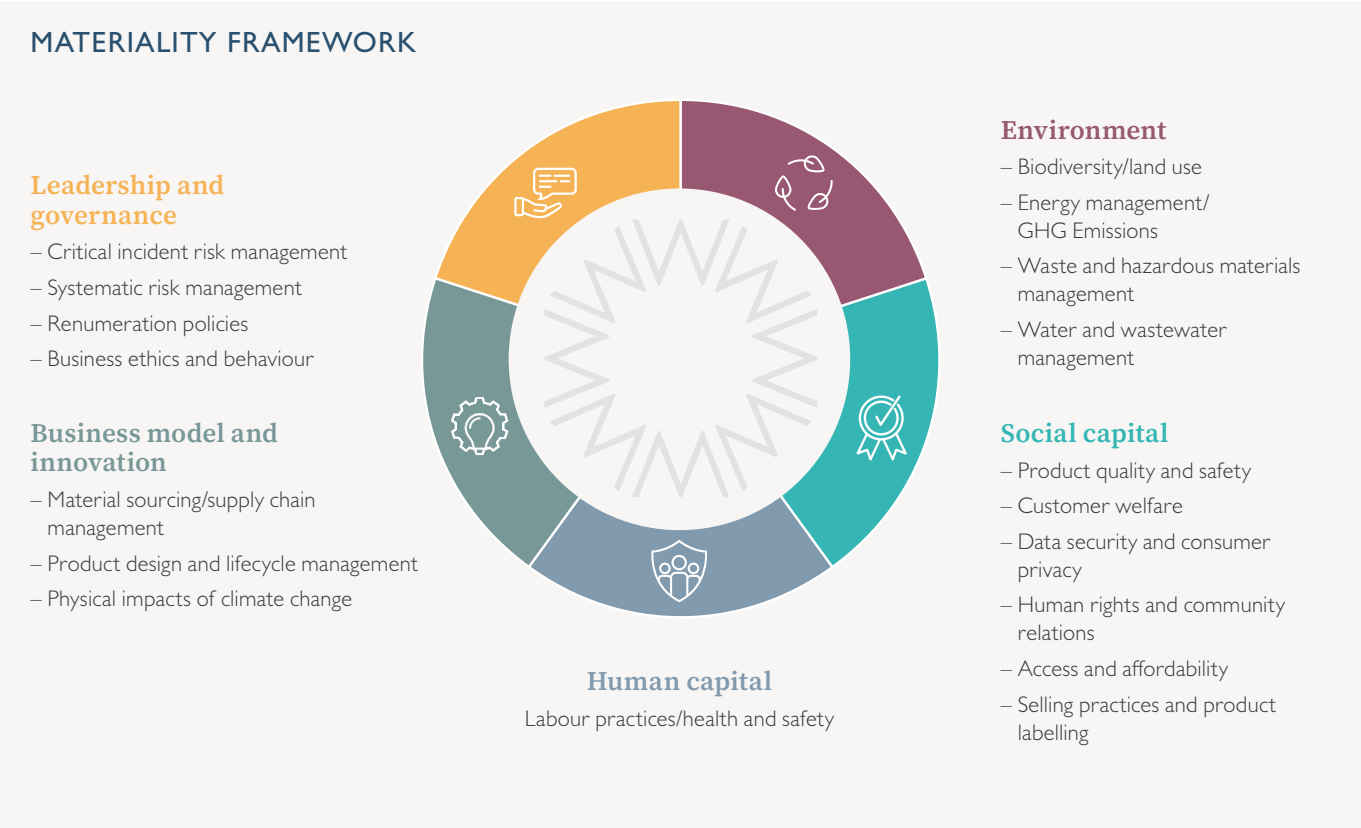 MATERIALITY FRAMEWORK
Leadership and
governance
– Critical incident risk management
– Systematic risk management
– Renumeration policies
– Business ethics and behaviour
Business model and
innovation
– Material sourcing/supply chain
management
– Product design and lifecycle management
– Physical impacts of climate change
Human capital
Labour practices/health and safety
Environment
– Biodiversity/land use
– Energy management/
GHG Emissions
– Waste and hazardous materials
management
– Water and wastewater
management
Social capital
– Product quality and safety
– Customer welfare
– Data security and consumer
privacy
– Human rights and community
relations
– Access and affordability
– Selling practices and product
labelling